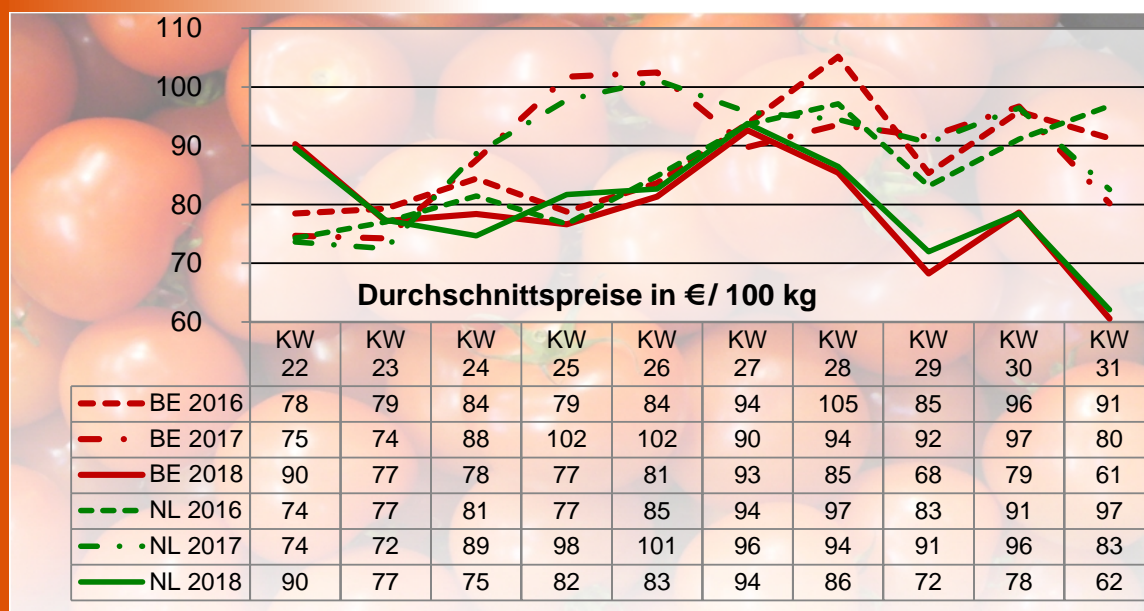 110
100
90
80
70
60
Durchschnittspreise in €/ 100 kg
KW 22 KW 23 KW 24 KW 25 KW 26 KW 27 KW 28 KW 29 KW 30 KW 31
BE 2016 78 79 84 79 84 94 105 85 96 91
BE 2017 75 74 88 102 102 90 94 92 97 80
BE 2018 90 77 78 77 81 93 85 68 79 61
NL 2016 74 77 81 77 85 94 97 83 91 97
NL 2017 74 72 89 98 101 96 94 91 96 83
NL 2018 90 77 75 82 83 94 86 72 78 62